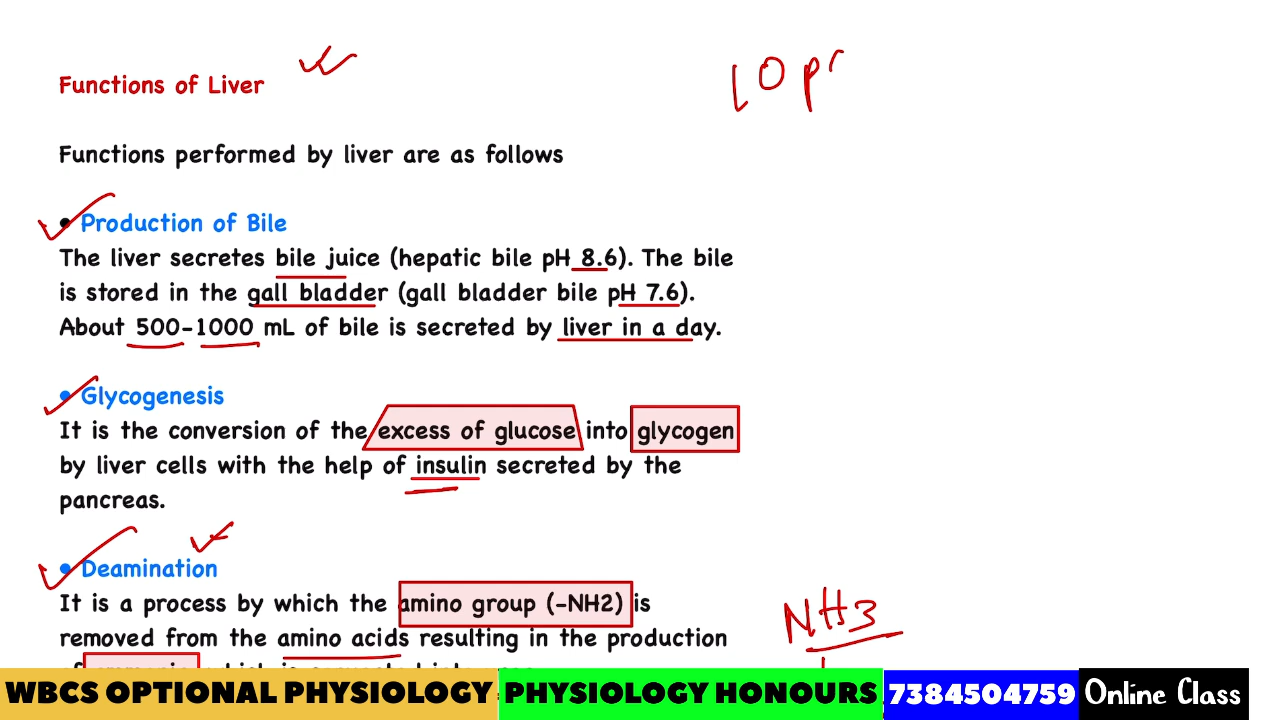 Functions of Liver
10 pr
Functions performed by liver are as follows
• Production of Bile
The liver secretes bile juice (hepatic bile pH 8.6). The bile
is stored in the gall bladder (gall bladder bile pH 7.6).
About 500-1000 mL of bile is secreted by liver in a day.
• Glycogenesis
It is the conversion of the excess of glucose into glycogen
by liver cells with the help of insulin secreted by the
pancreas.
• Deamination
It is a process by which the amino group (-NH2) is
removed from the amino acids resulting in the production
NH3
WBCS OPTIONAL PHYSIOLOGY PHYSIOLOGY HONOURS 7384504759 Online Class